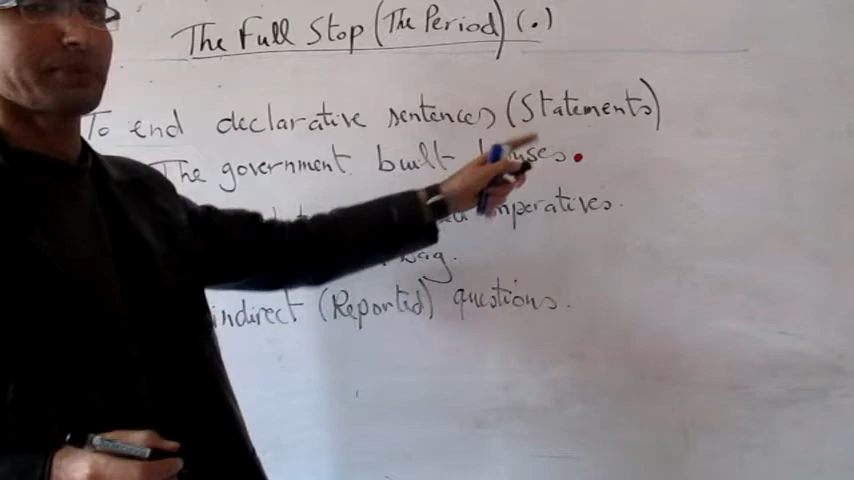 The Full Stop (The Period) (.)
To end declarative sentences (Statements)
The government built houses.
imperatives.
bag.
indirect (Reported) questions.